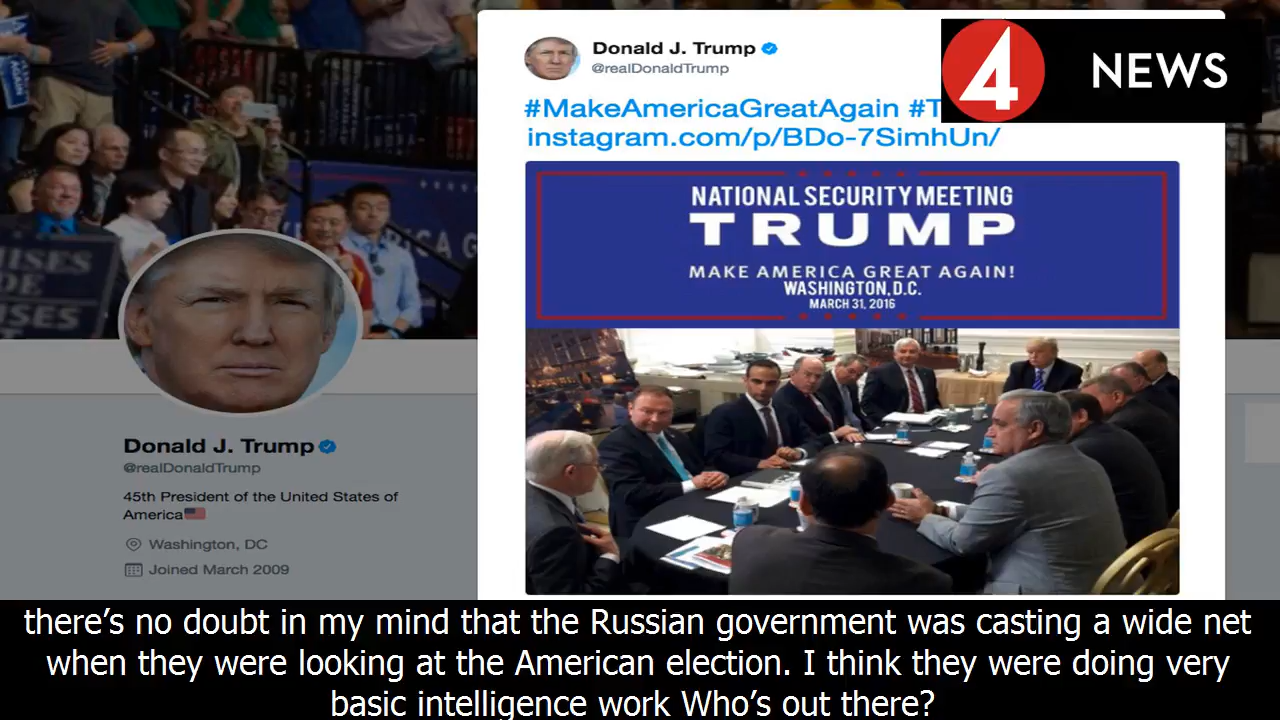 Donald J. Trump
@realDonaldTrump
4 NEWS
#MakeAmericaGreatAgain #T
instagram.com/p/BDo-7SimhUn/
NATIONAL SECURITY MEETING
TRUMP
MAKE AMERICA GREAT AGAIN!
WASHINGTON, D.C.
MARCH 31, 2016
Donald J. Trump
@realDonaldTrump
45th President of the United States of
America
Washington, DC
Joined March 2009
there's no doubt in my mind that the Russian government was casting a wide net
when they were looking at the American election. I think they were doing very
basic intelligence work Who's out there?